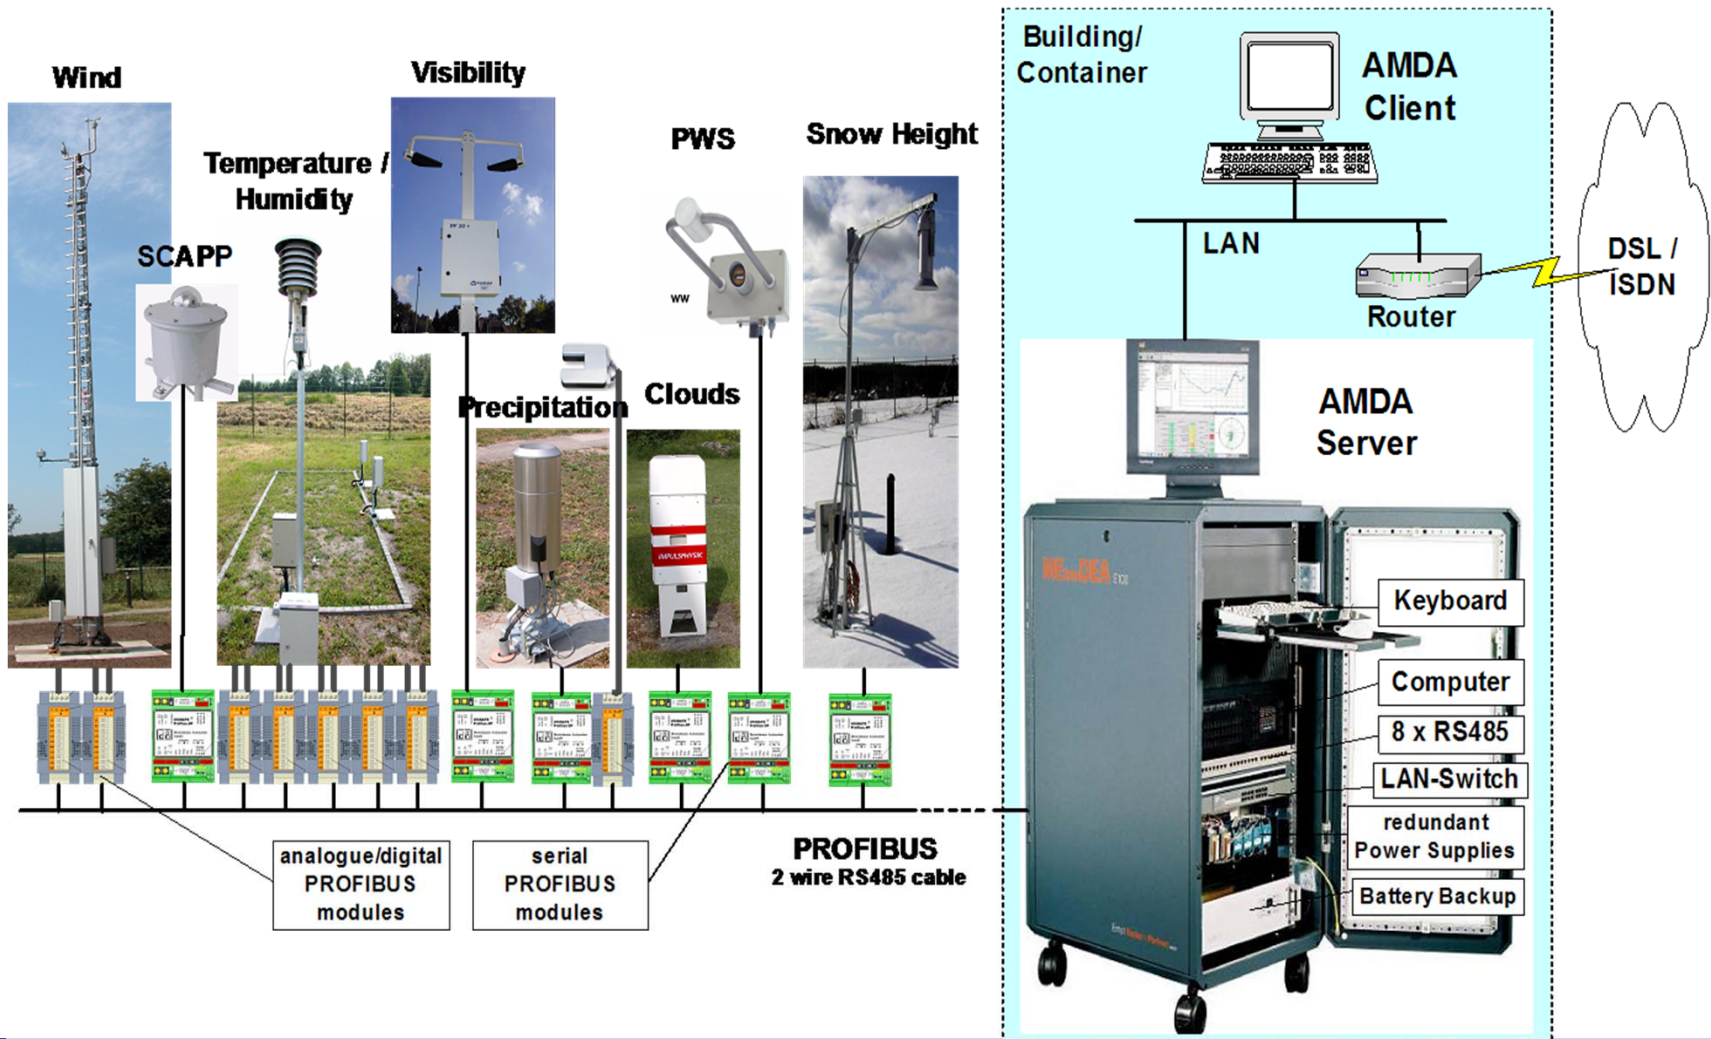 Wind
Visibility
Temperature /
Humidity
SCAPP
PWS
WW
Snow Height
Precipitation
Clouds
IMPULSPHYSIK
Building/
Container
AMDA
Client
LAN
Router
DSL /
ISDN
AMDA
Server
Keyboard
Computer
8 x RS485
LAN-Switch
redundant
Power Supplies
Battery Backup
PROFIBUS
2 wire RS485 cable
analogue/digital
PROFIBUS
modules
serial
PROFIBUS
modules